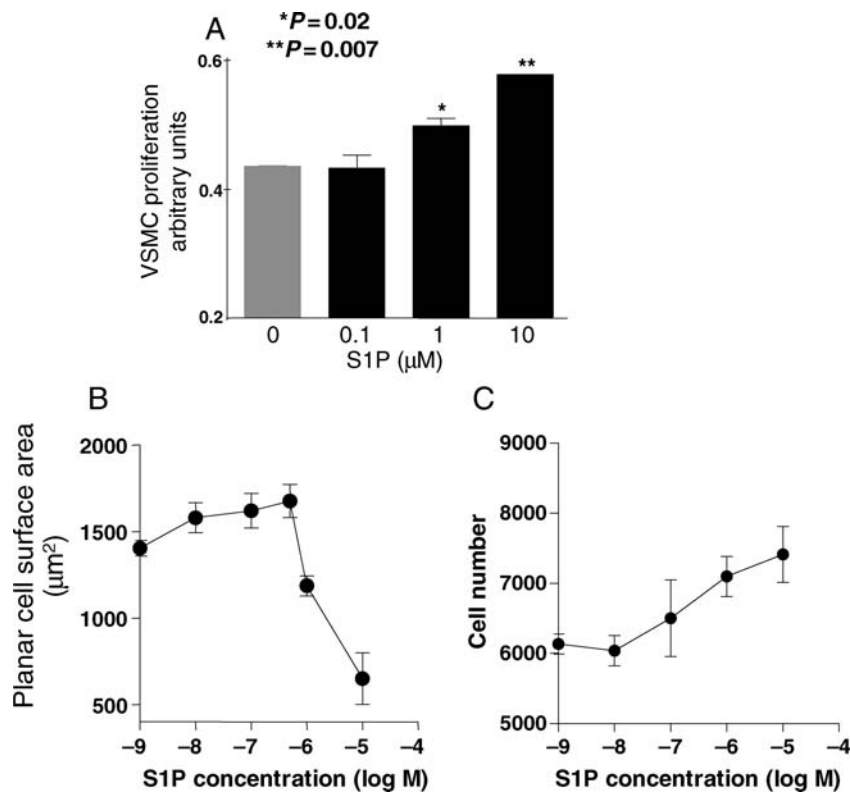 A
*P=0.02
**P=0.007
VSMC proliferation
arbitrary units
0.6
0.4
0.2
*
**
0 0.1 1 10
S1P (μM)
B
Planar cell surface area
(μm²)
2000
1500
1000
500
–9 –8 –7 –6 –5 –4
S1P concentration (log M)
C
Cell number
9000
8000
7000
6000
5000
–9 –8 –7 –6 –5 –4
S1P concentration (log M)